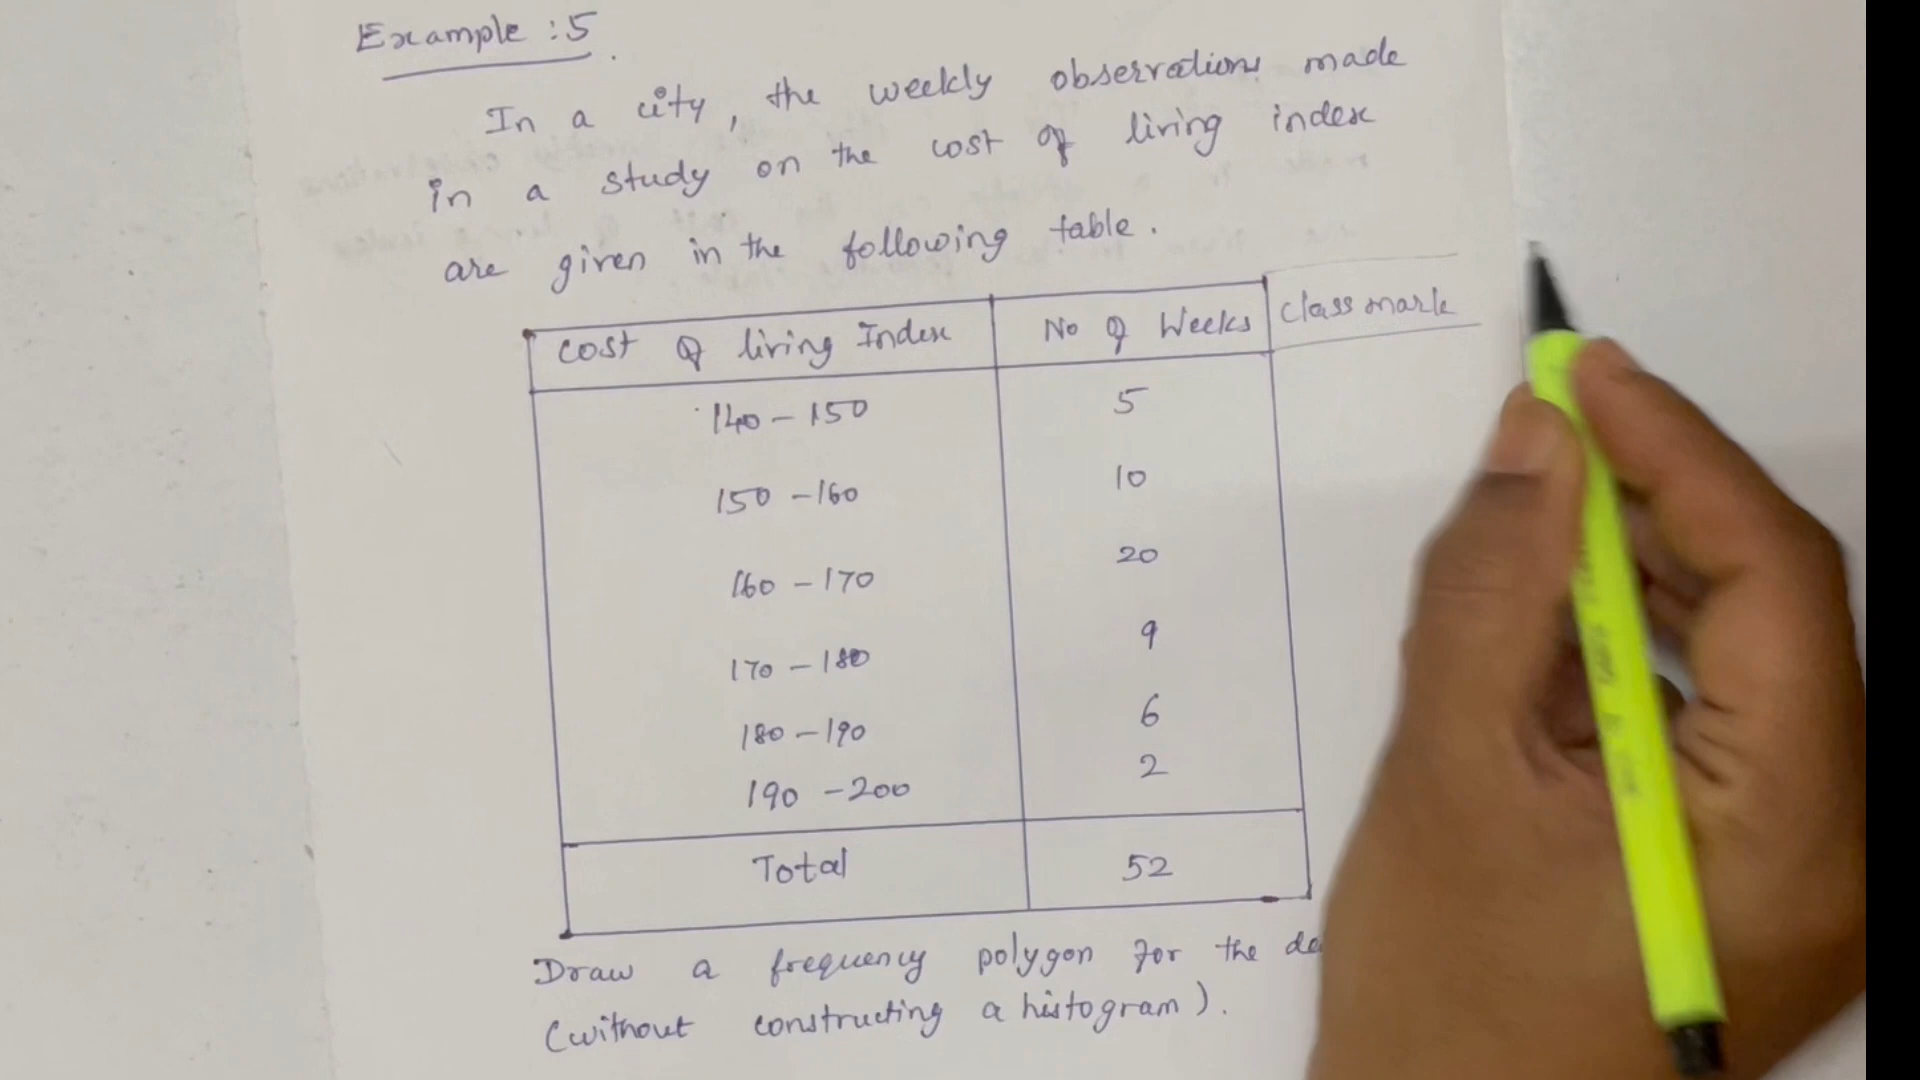 Example : 5
In a city, the weekly observations made
in a study on the cost of living index
are given in the following table.
Cost of living Index No of Weeks class mark
140 - 150 5
150 - 160 10
160 - 170 20
170 - 180 9
180 - 190 6
190 - 200 2
Total 52
Draw a frequency polygon for the
(without constructing a histogram).